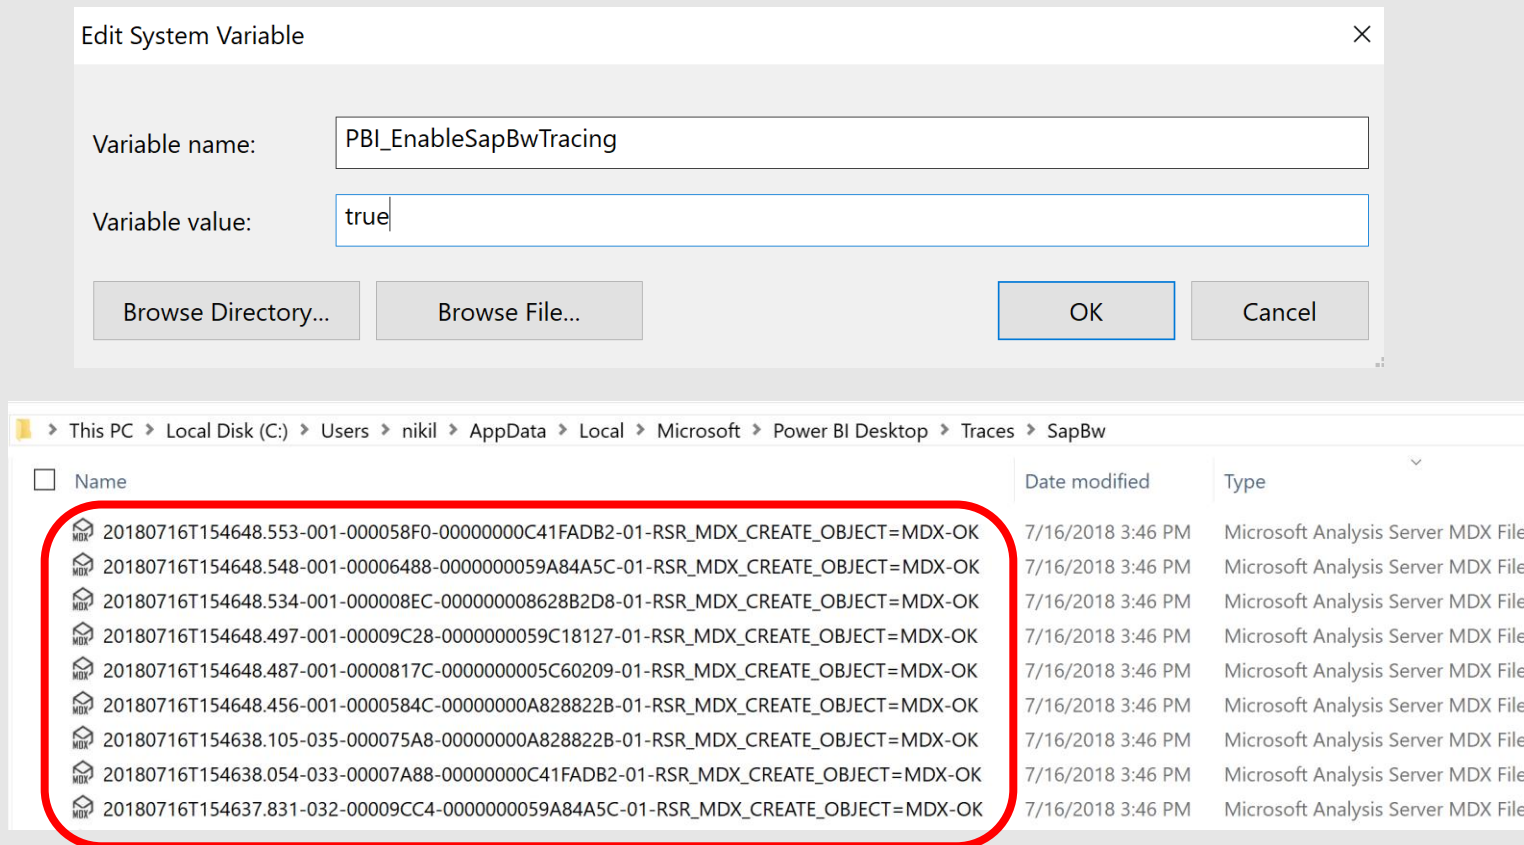 Edit System Variable
Variable name: PBI_EnableSapBwTracing
Variable value: true
Browse Directory... Browse File... OK Cancel
This PC > Local Disk (C:) > Users > nikil > AppData > Local > Microsoft > Power BI Desktop > Traces > SapBw
Name Date modified Type
MDX 20180716T154648.553-001-000058F0-00000000C41FADB2-01-RSR_MDX_CREATE_OBJECT=MDX-OK 7/16/2018 3:46 PM Microsoft Analysis Server MDX File
MDX 20180716T154648.548-001-00006488-0000000059A84A5C-01-RSR_MDX_CREATE_OBJECT=MDX-OK 7/16/2018 3:46 PM Microsoft Analysis Server MDX File
MDX 20180716T154648.534-001-000008EC-000000008628B2D8-01-RSR_MDX_CREATE_OBJECT=MDX-OK 7/16/2018 3:46 PM Microsoft Analysis Server MDX File
MDX 20180716T154648.497-001-00009C28-0000000059C18127-01-RSR_MDX_CREATE_OBJECT=MDX-OK 7/16/2018 3:46 PM Microsoft Analysis Server MDX File
MDX 20180716T154648.487-001-0000817C-0000000005C60209-01-RSR_MDX_CREATE_OBJECT=MDX-OK 7/16/2018 3:46 PM Microsoft Analysis Server MDX File
MDX 20180716T154648.456-001-0000584C-00000000A828822B-01-RSR_MDX_CREATE_OBJECT=MDX-OK 7/16/2018 3:46 PM Microsoft Analysis Server MDX File
MDX 20180716T154638.105-035-000075A8-00000000A828822B-01-RSR_MDX_CREATE_OBJECT=MDX-OK 7/16/2018 3:46 PM Microsoft Analysis Server MDX File
MDX 20180716T154638.054-033-00007A88-00000000C41FADB2-01-RSR_MDX_CREATE_OBJECT=MDX-OK 7/16/2018 3:46 PM Microsoft Analysis Server MDX File
MDX 20180716T154637.831-032-00009CC4-0000000059A84A5C-01-RSR_MDX_CREATE_OBJECT=MDX-OK 7/16/2018 3:46 PM Microsoft Analysis Server MDX File